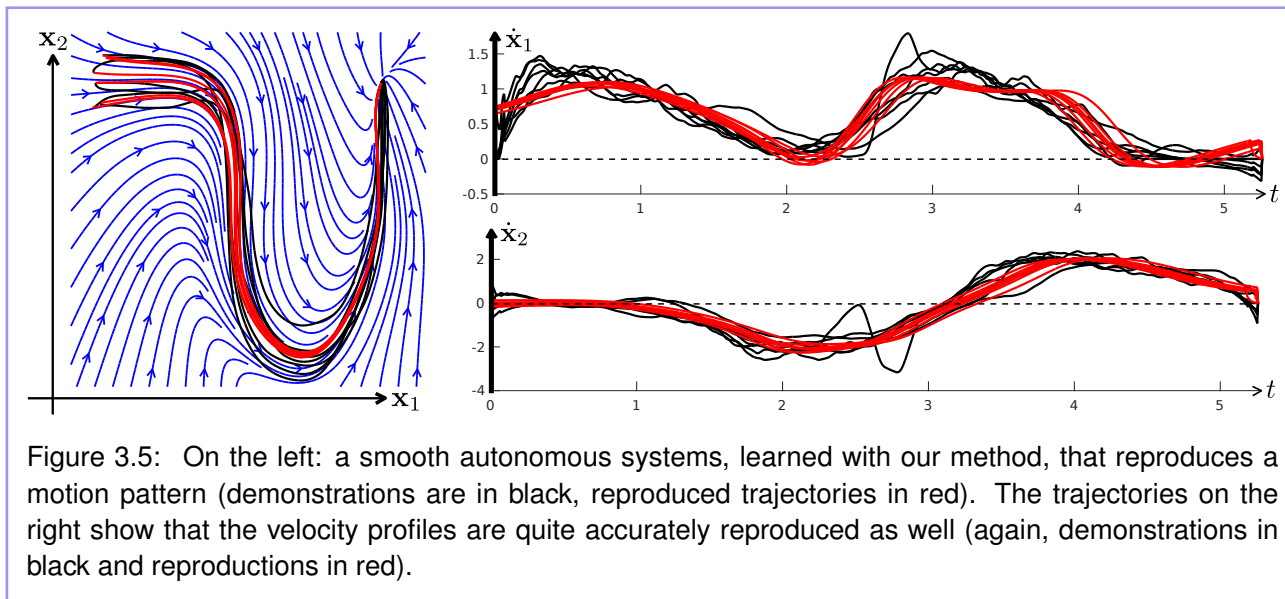 x₂
x₁
ẋ₁
1.5
1
0.5
0
-0.5
0
1
2
3
4
5
t
ẋ₂
2
0
-2
-4
0
1
2
3
4
5
t
Figure 3.5: On the left: a smooth autonomous systems, learned with our method, that reproduces a
motion pattern (demonstrations are in black, reproduced trajectories in red). The trajectories on the
right show that the velocity profiles are quite accurately reproduced as well (again, demonstrations in
black and reproductions in red).